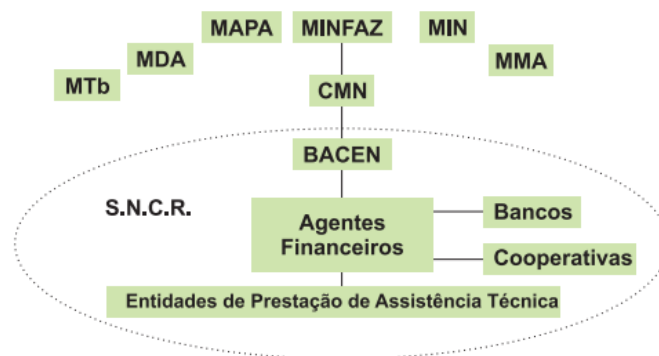 MAPA
MINFAZ
MIN
MDA
MMA
MTb
CMN
BACEN
S.N.C.R.
Agentes
Financeiros
Bancos
Cooperativas
Entidades de Prestação de Assistência Técnica